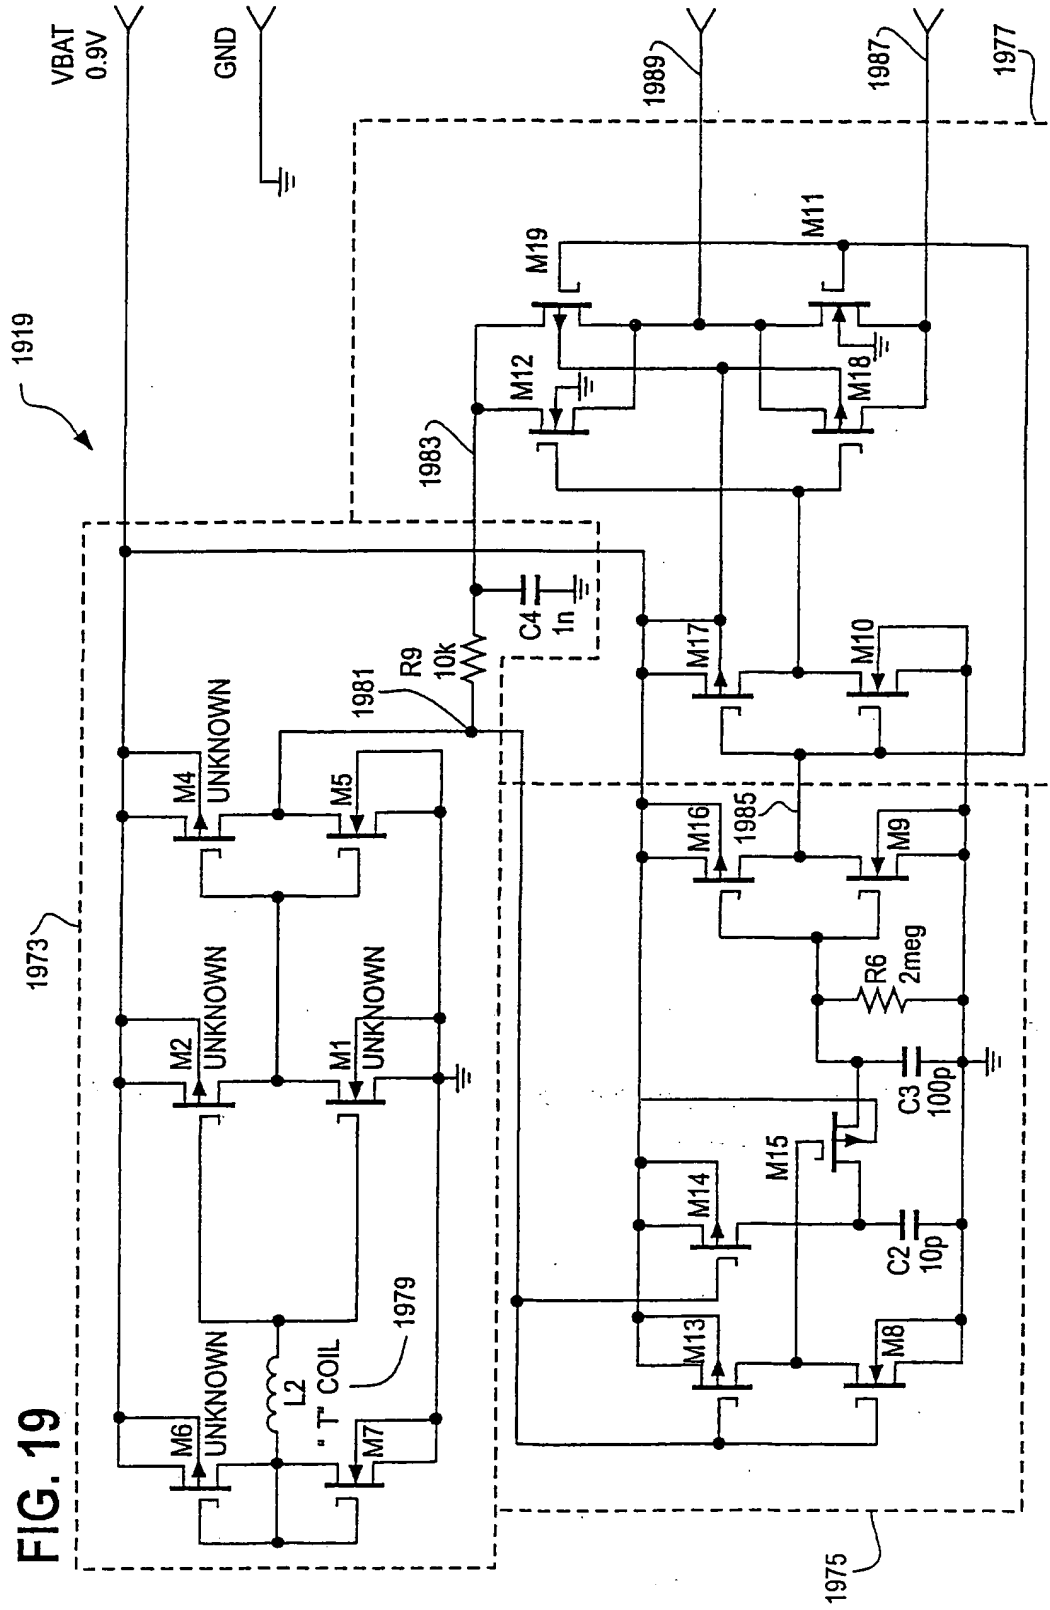 FIG. 19
1919
VBAT
0.9V
GND
1973
M6
UNKNOWN
M7
L2
" T" COIL
1979
M2
UNKNOWN
M1
UNKNOWN
M4
UNKNOWN
M5
1981
R9
10k
C4
1n
1983
M12
M19
M18
M11
1989
1987
1977
M13
M8
M14
C2
10p
M15
C3
100p
R6
2meg
M16
M9
1985
M17
M10
1975